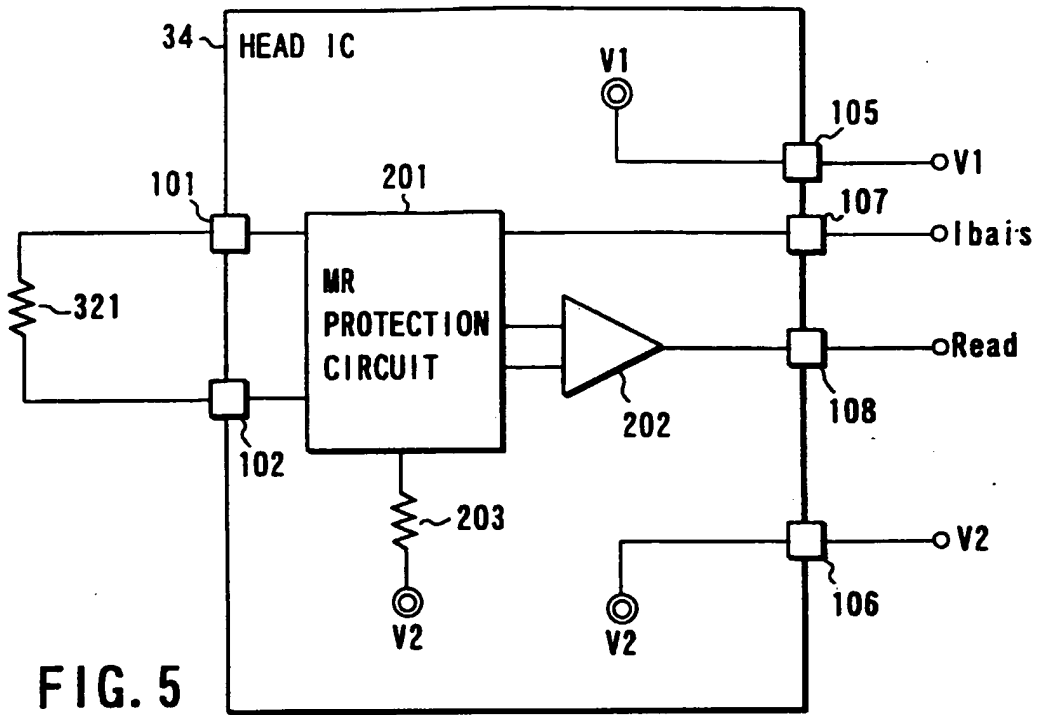 34
HEAD IC
V1
105
V1
101
201
107
Ibais
321
MR
PROTECTION
CIRCUIT
Read
108
202
102
203
V2
106
V2
V2
FIG. 5